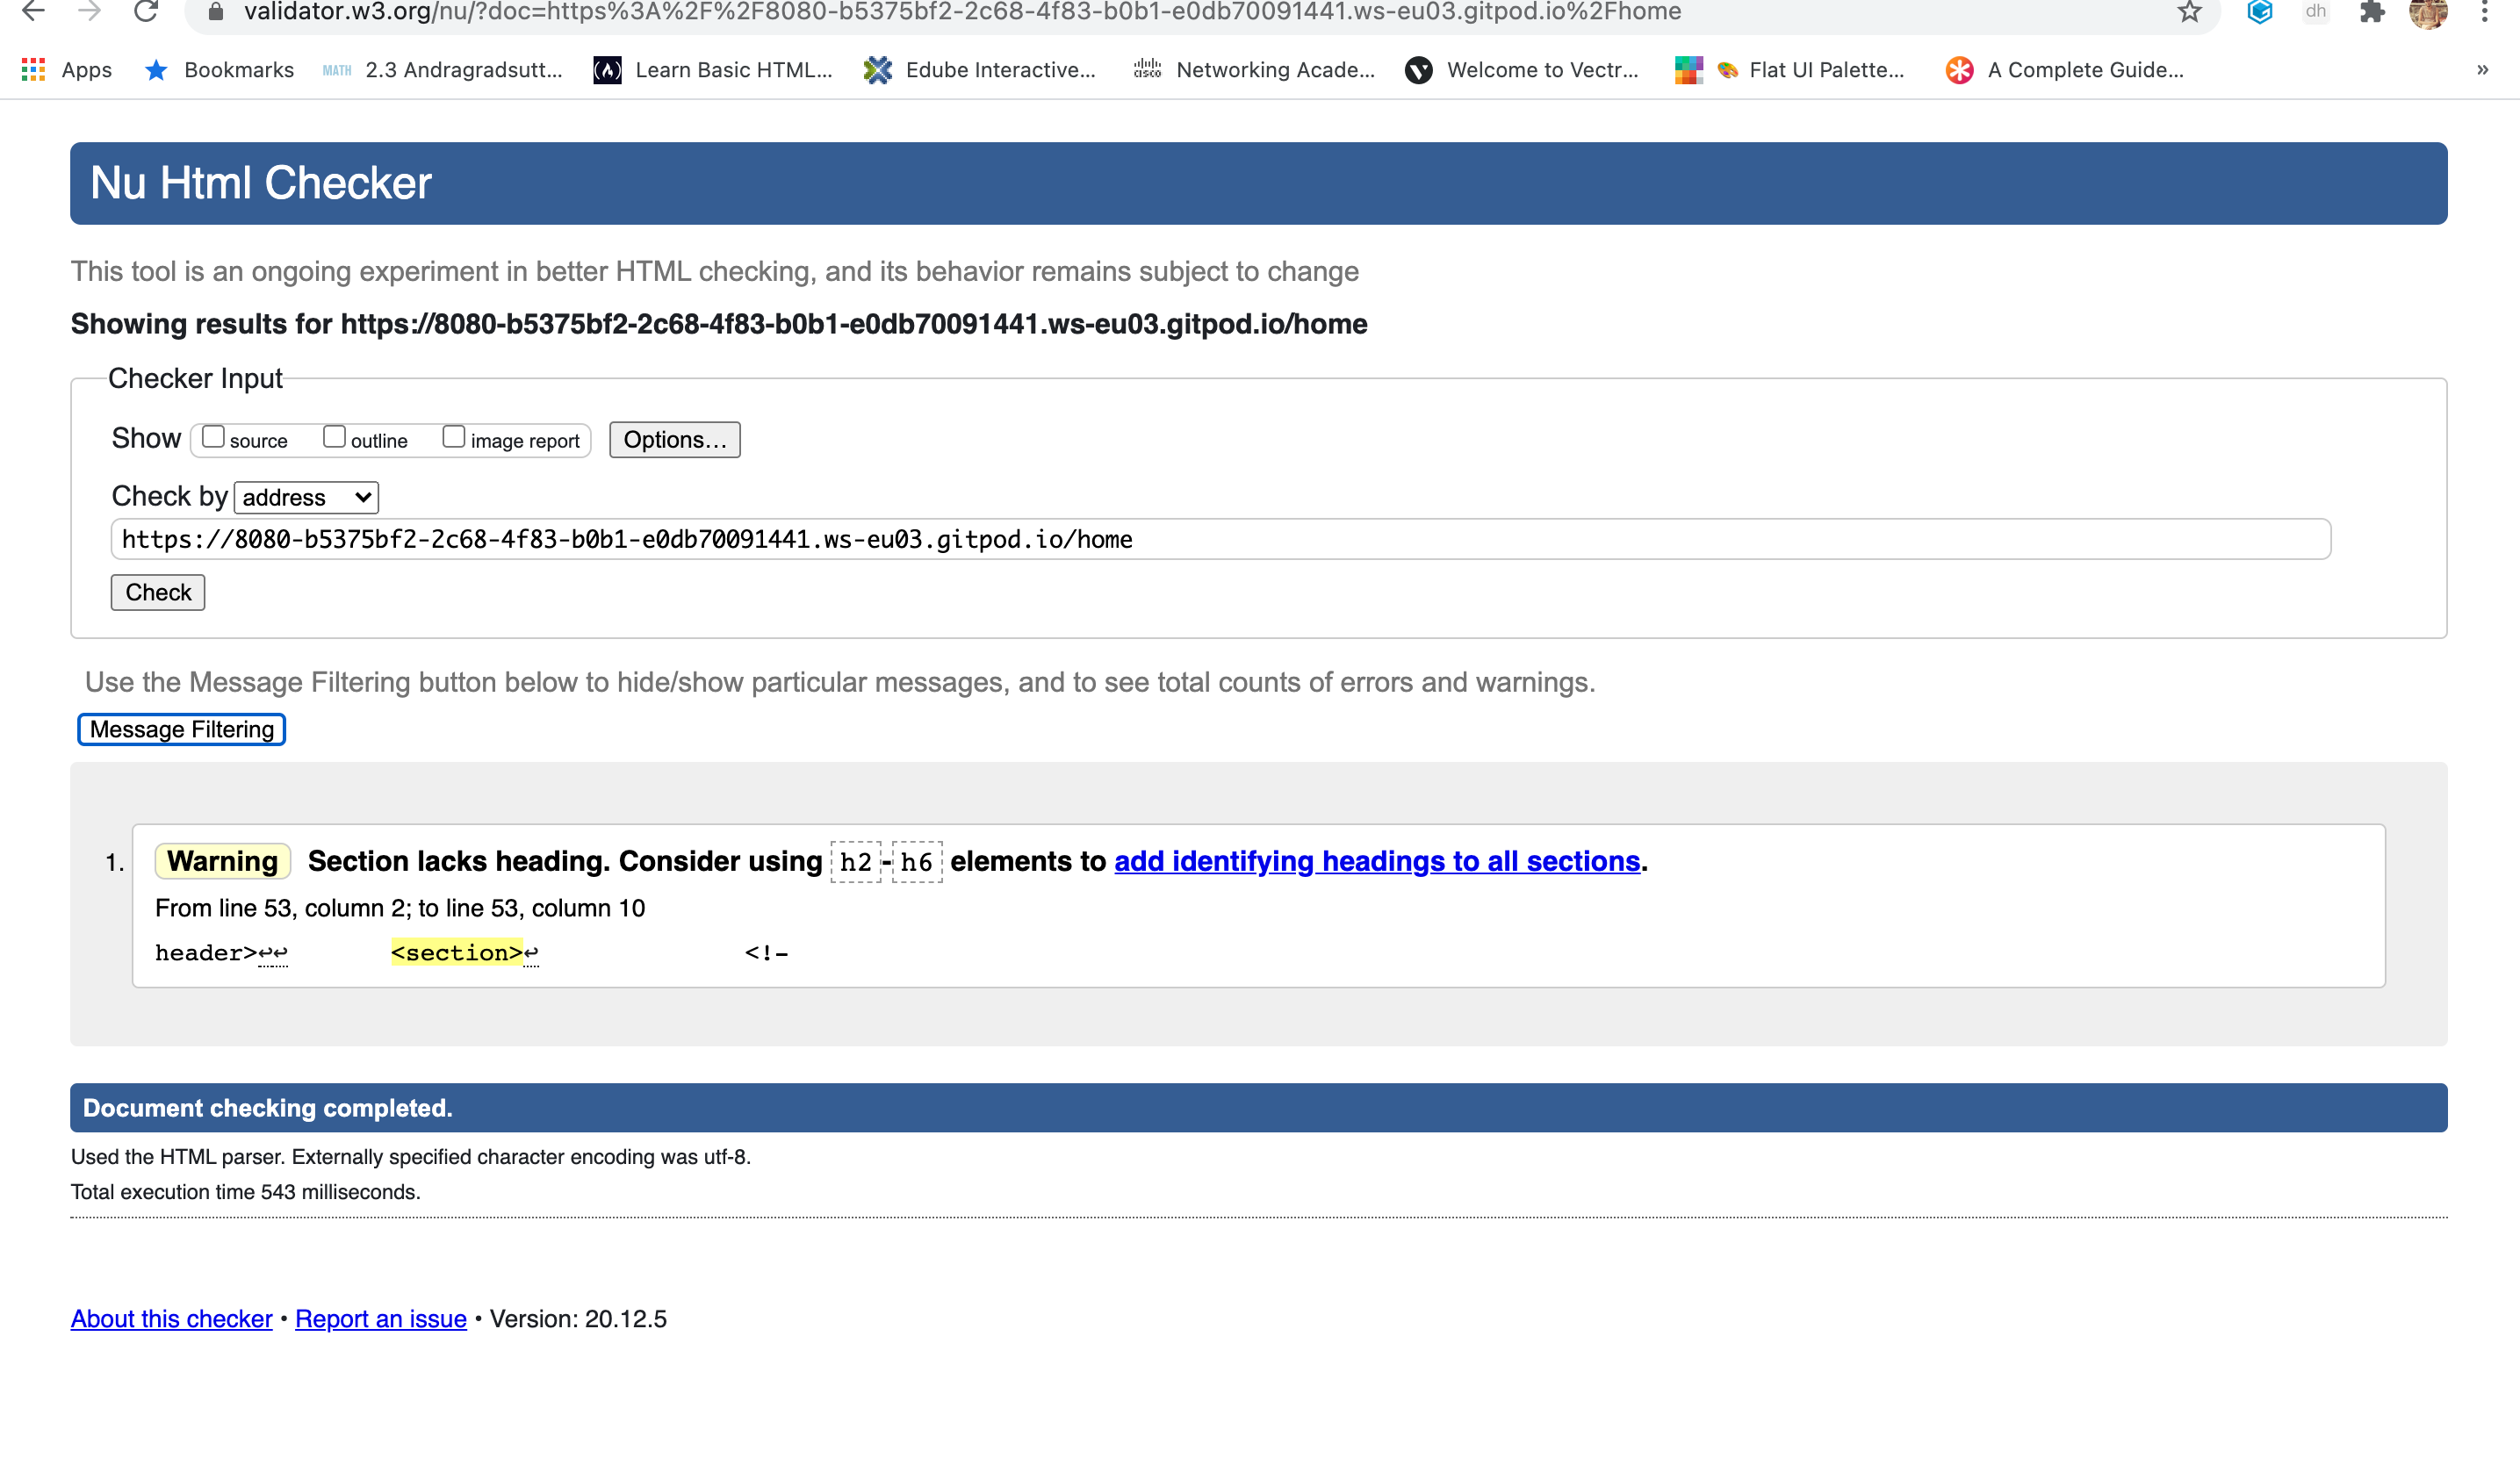 validator.w3.org/nu/?doc=https%3A%2F%2F8080-b5375bf2-2c68-4f83-b0b1-e0db70091441.ws-eu03.gitpod.io%2Fhome
dh
Apps Bookmarks MATH 2.3 Andragradsutt... Learn Basic HTML... Edube Interactive... cisco Networking Acade... Welcome to Vectr... Flat UI Palette... A Complete Guide... »
Nu Html Checker
This tool is an ongoing experiment in better HTML checking, and its behavior remains subject to change
Showing results for https://8080-b5375bf2-2c68-4f83-b0b1-e0db70091441.ws-eu03.gitpod.io/home
Checker Input
Show source outline image report Options...
Check by address
https://8080-b5375bf2-2c68-4f83-b0b1-e0db70091441.ws-eu03.gitpod.io/home
Check
Use the Message Filtering button below to hide/show particular messages, and to see total counts of errors and warnings.
Message Filtering
1. Warning Section lacks heading. Consider using h2-h6 elements to add identifying headings to all sections.
From line 53, column 2; to line 53, column 10
header>↩↩ <section>↩ <!–
Document checking completed.
Used the HTML parser. Externally specified character encoding was utf-8.
Total execution time 543 milliseconds.
About this checker • Report an issue • Version: 20.12.5